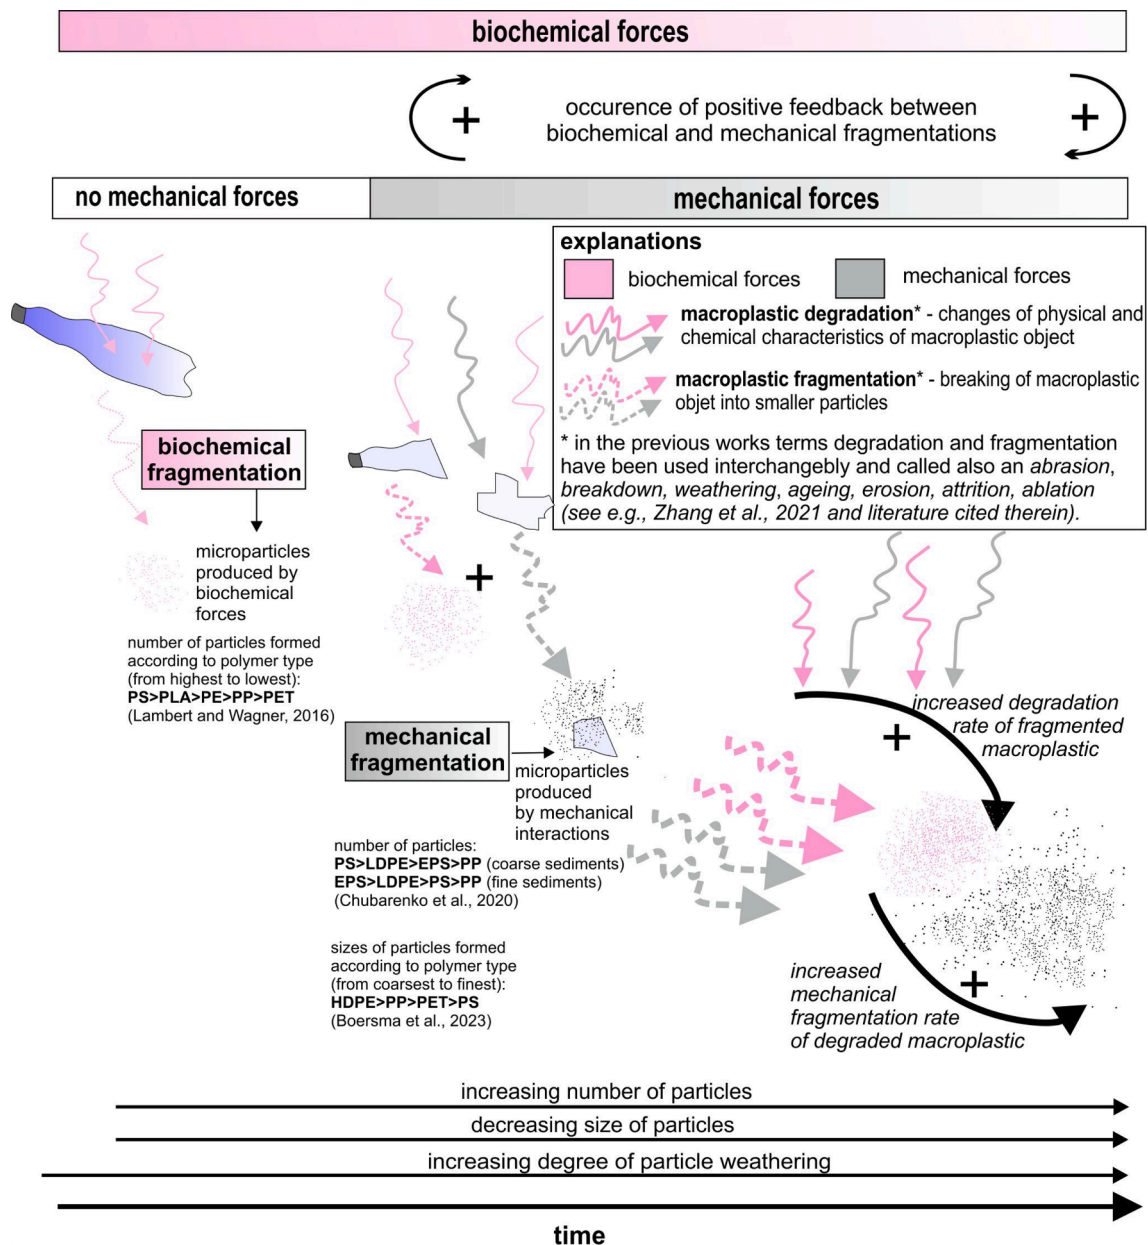 biochemical forces
occurence of positive feedback between
biochemical and mechanical fragmentations
+
+
no mechanical forces
mechanical forces
explanations
biochemical forces
mechanical forces
macroplastic degradation* - changes of physical and
chemical characteristics of macroplastic object
macroplastic fragmentation* - breaking of macroplastic
objet into smaller particles
* in the previous works terms degradation and fragmentation
have been used interchangebly and called also an abrasion,
breakdown, weathering, ageing, erosion, attrition, ablation
(see e.g., Zhang et al., 2021 and literature cited therein).
biochemical
fragmentation
microparticles
produced by
biochemical
forces
number of particles formed
according to polymer type
(from highest to lowest):
PS>PLA>PE>PP>PET
(Lambert and Wagner, 2016)
+
mechanical
fragmentation
microparticles
produced
by mechanical
interactions
number of particles:
PS>LDPE>EPS>PP (coarse sediments)
EPS>LDPE>PS>PP (fine sediments)
(Chubarenko et al., 2020)
sizes of particles formed
according to polymer type
(from coarsest to finest):
HDPE>PP>PET>PS
(Boersma et al., 2023)
increased degradation
rate of fragmented
macroplastic
+
+
increased
mechanical
fragmentation rate
of degraded macroplastic
increasing number of particles
decreasing size of particles
increasing degree of particle weathering
time